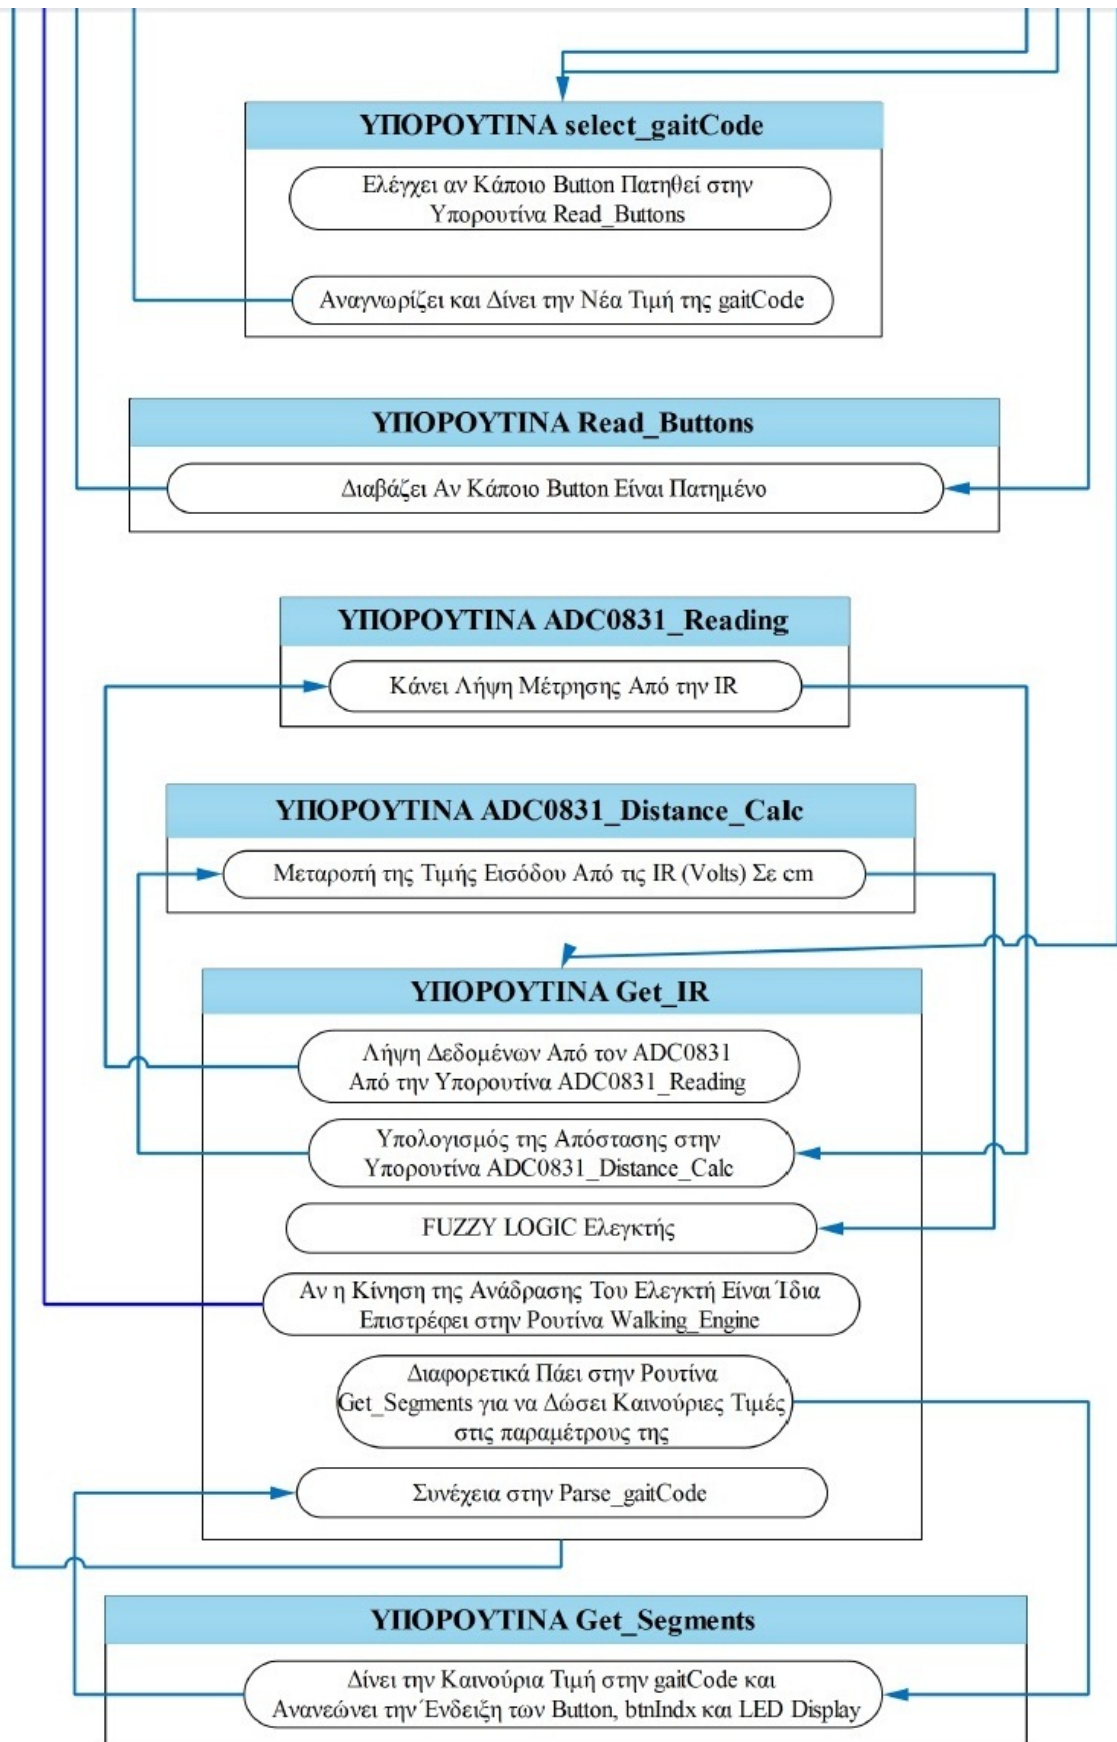 ΥΠΟΡΟΥΤΙΝΑ select_gaitCode
Ελέγχει αν Κάποιο Button Πατηθεί στην
Υπορουτίνα Read_Buttons
Αναγνωρίζει και Δίνει την Νέα Τιμή της gaitCode
ΥΠΟΡΟΥΤΙΝΑ Read_Buttons
Διαβάζει Αν Κάποιο Button Είναι Πατημένο
ΥΠΟΡΟΥΤΙΝΑ ADC0831_Reading
Κάνει Λήψη Μέτρησης Από την IR
ΥΠΟΡΟΥΤΙΝΑ ADC0831_Distance_Calc
Μεταροπή της Τιμής Εισόδου Από τις IR (Volts) Σε cm
ΥΠΟΡΟΥΤΙΝΑ Get_IR
Λήψη Δεδομένων Από τον ADC0831
Από την Υπορουτίνα ADC0831_Reading
Υπολογισμός της Απόστασης στην
Υπορουτίνα ADC0831_Distance_Calc
FUZZY LOGIC Ελεγκτής
Αν η Κίνηση της Ανάδρασης Του Ελεγκτή Είναι Ίδια
Επιστρέφει στην Ρουτίνα Walking_Engine
Διαφορετικά Πάει στην Ρουτίνα
Get_Segments για να Δώσει Καινούριες Τιμές
στις παραμέτρους της
Συνέχεια στην Parse_gaitCode
ΥΠΟΡΟΥΤΙΝΑ Get_Segments
Δίνει την Καινούρια Τιμή στην gaitCode και
Ανανεώνει την Ένδειξη των Button, btnIndx και LED Display